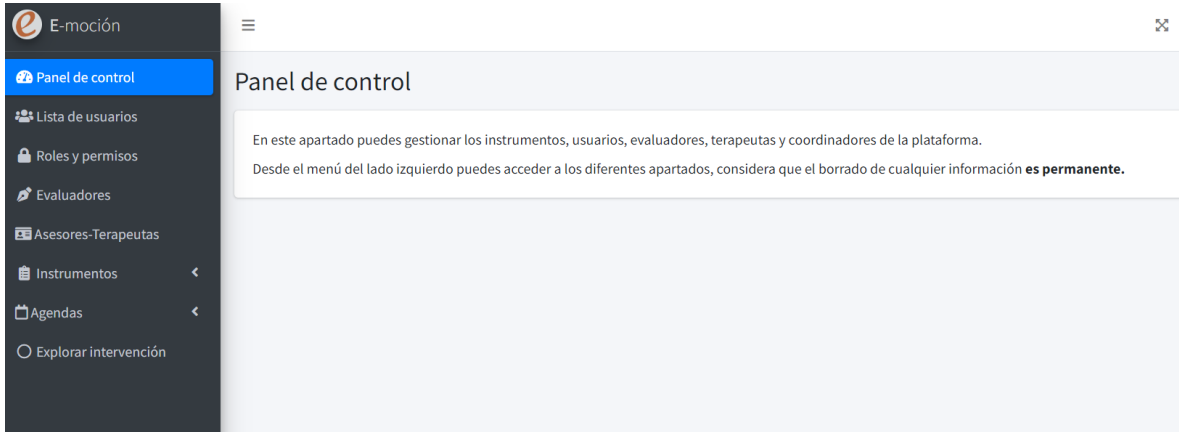 E-moción
Panel de control
Lista de usuarios
Roles y permisos
Evaluadores
Asesores-Terapeutas
Instrumentos
Agendas
Explorar intervención
Panel de control
En este apartado puedes gestionar los instrumentos, usuarios, evaluadores, terapeutas y coordinadores de la plataforma.
Desde el menú del lado izquierdo puedes acceder a los diferentes apartados, considera que el borrado de cualquier información es permanente.